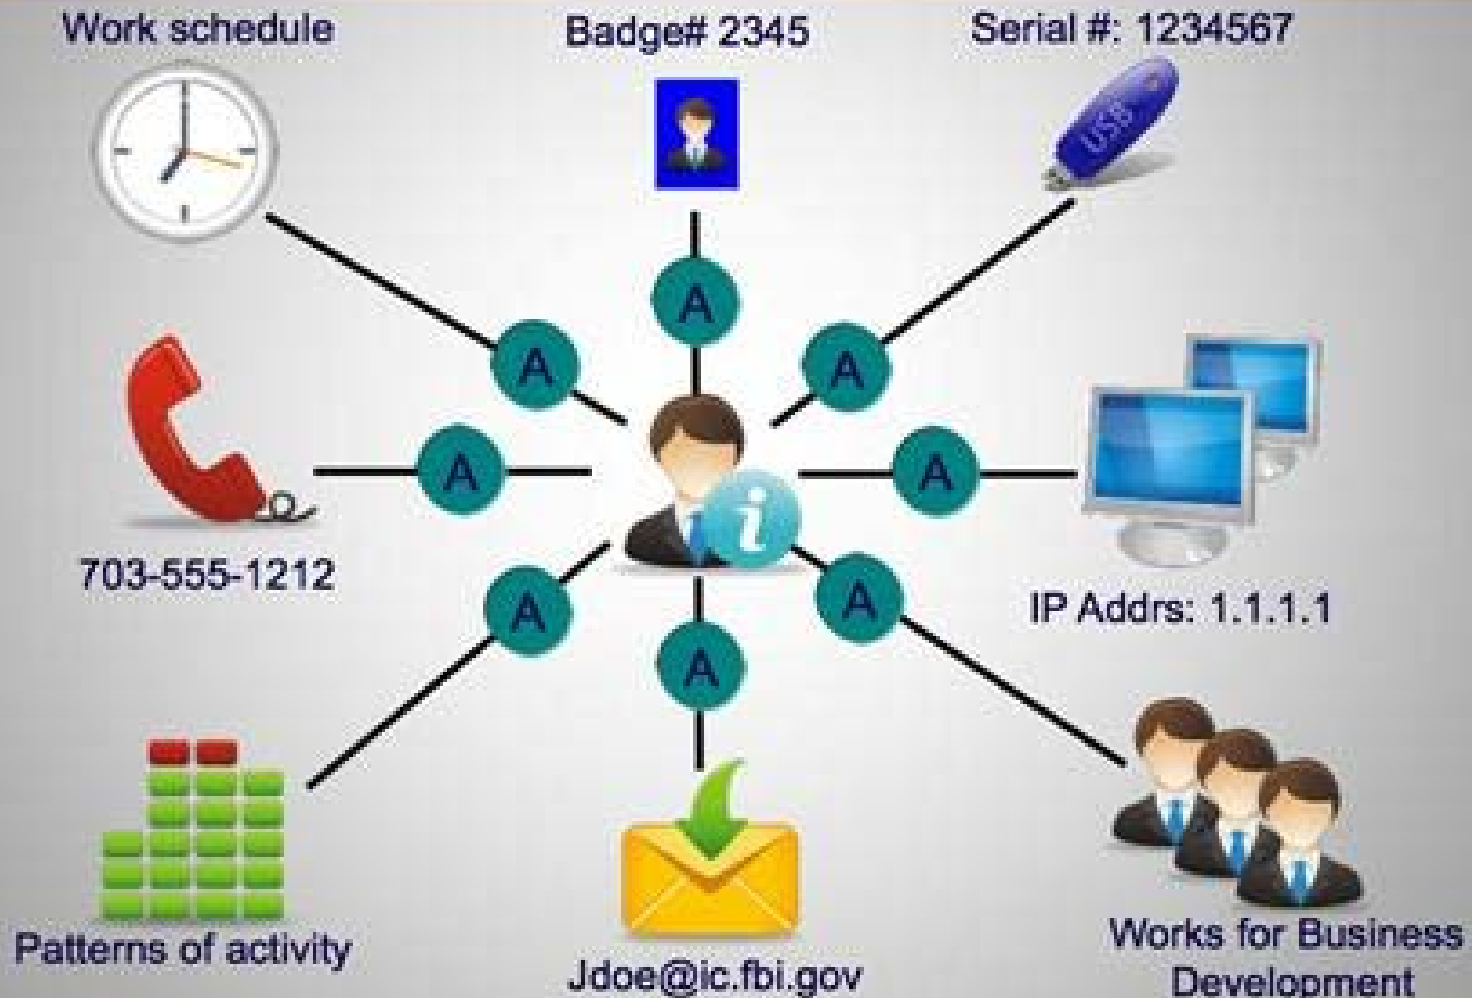 Work schedule
Badge# 2345
Serial #: 1234567
USB
A
A
A
A
A
i
703-555-1212
IP Addrs: 1.1.1.1
A
A
A
Patterns of activity
Jdoe@ic.fbi.gov
Works for Business
Development